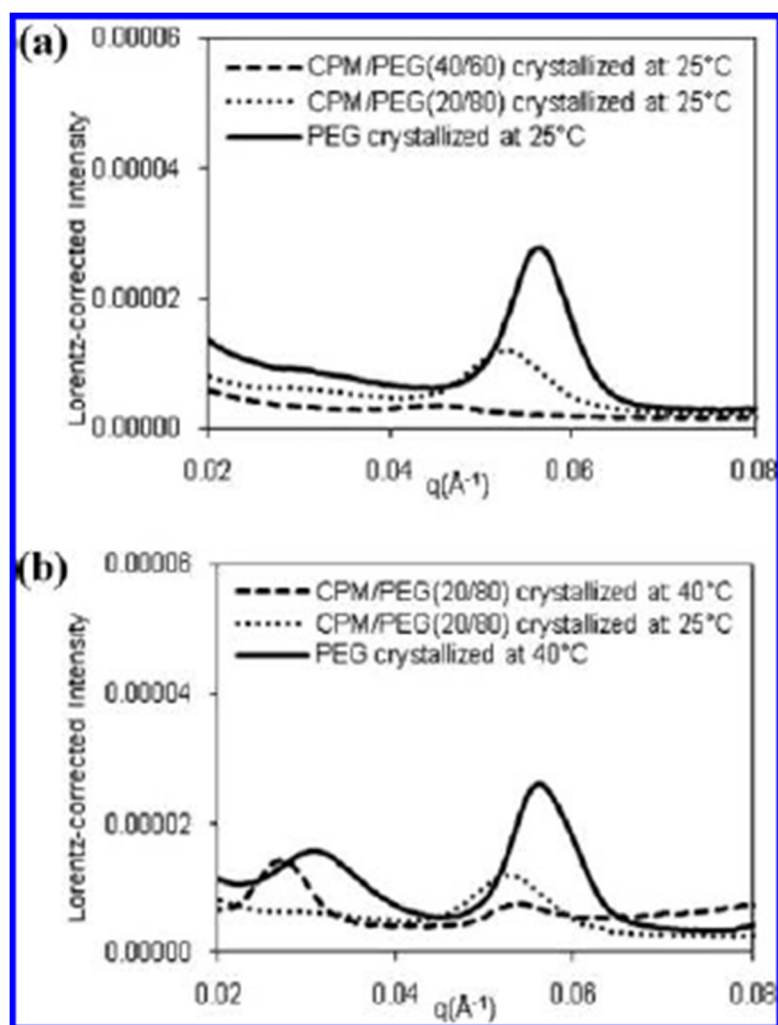 (a)
0.00006
0.00004
0.00002
0.00000
Lorentz-corrected Intensity
CPM/PEG(40/60) crystallized at 25°C
CPM/PEG(20/80) crystallized at 25°C
PEG crystallized at 25°C
0.02 0.04 0.06 0.08
q(Å⁻¹)
(b)
0.00006
0.00004
0.00002
0.00000
Lorentz-corrected Intensity
CPM/PEG(20/80) crystallized at 40°C
CPM/PEG(20/80) crystallized at 25°C
PEG crystallized at 40°C
0.02 0.04 0.06 0.08
q(Å⁻¹)